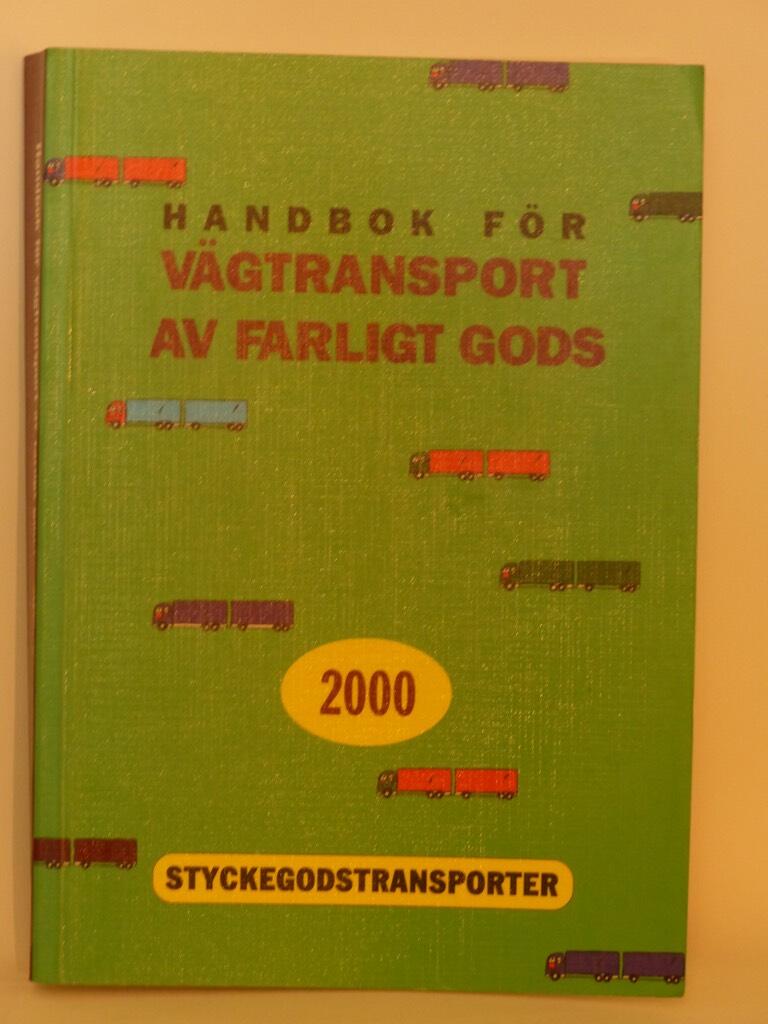 HANDBOK FÖR
VÄGTRANSPORT
AV FARLIGT GODS
2000
STYCKEGODSTRANSPORTER